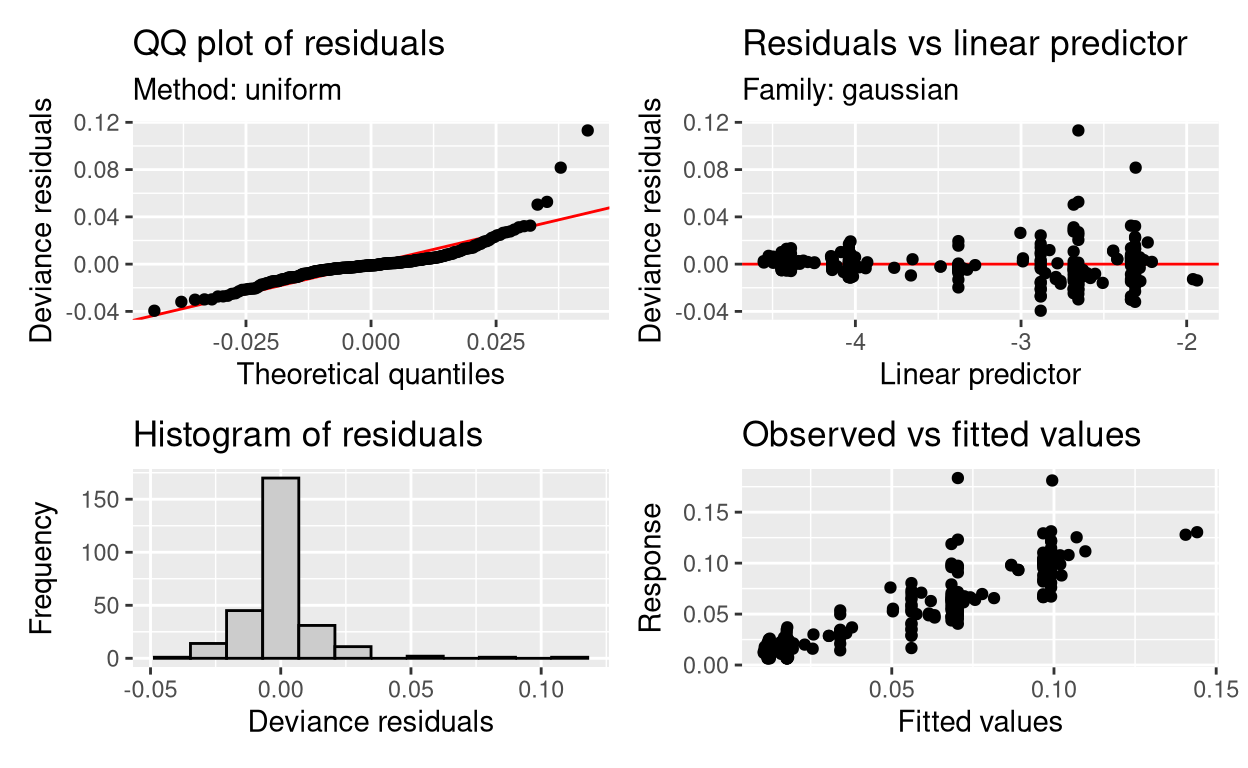 QQ plot of residuals
Method: uniform
Deviance residuals
0.12
0.08
0.04
0.00
-0.04
-0.025
0.000
0.025
Theoretical quantiles
Residuals vs linear predictor
Family: gaussian
Deviance residuals
0.12
0.08
0.04
0.00
-0.04
-4
-3
-2
Linear predictor
Histogram of residuals
Frequency
150
100
50
0
-0.05
0.00
0.05
0.10
Deviance residuals
Observed vs fitted values
Response
0.15
0.10
0.05
0.00
0.05
0.10
0.15
Fitted values